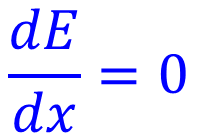 dE/dx = 0